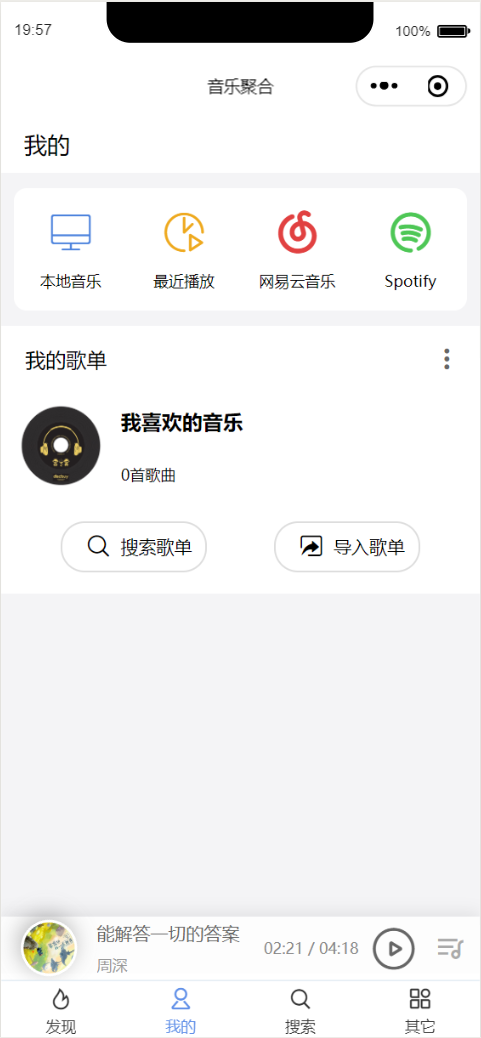 19:57
100%
音乐聚合
我的
本地音乐 最近播放 网易云音乐 Spotify
我的歌单
我喜欢的音乐
0首歌曲
搜索歌单 导入歌单
能解答一切的答案
02:21 / 04:18
周深
发现 我的 搜索 其它